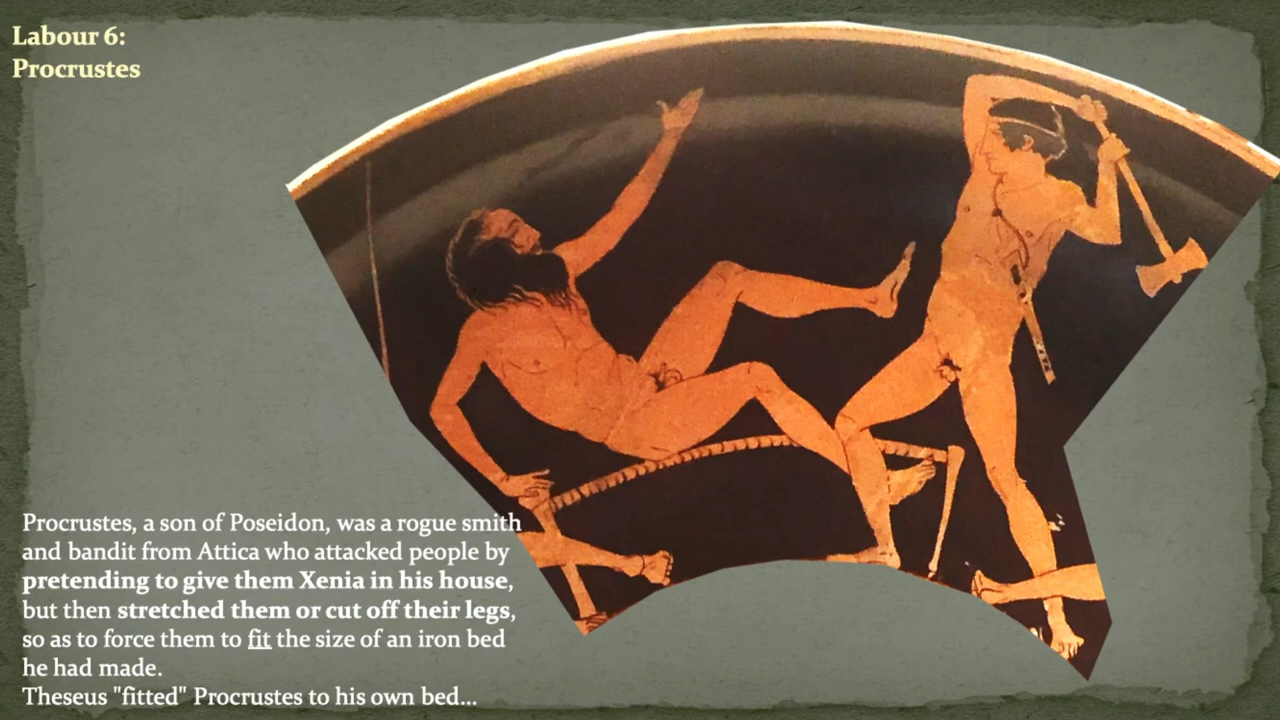 Labour 6:
Procrustes
Procrustes, a son of Poseidon, was a rogue smith
and bandit from Attica who attacked people by
pretending to give them Xenia in his house,
but then stretched them or cut off their legs,
so as to force them to fit the size of an iron bed
he had made.
Theseus "fitted" Procrustes to his own bed...